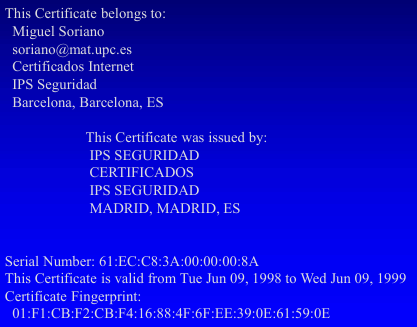 This Certificate belongs to:
Miguel Soriano
soriano@mat.upc.es
Certificados Internet
IPS Seguridad
Barcelona, Barcelona, ES
This Certificate was issued by:
IPS SEGURIDAD
CERTIFICADOS
IPS SEGURIDAD
MADRID, MADRID, ES
Serial Number: 61:EC:C8:3A:00:00:00:8A
This Certificate is valid from Tue Jun 09, 1998 to Wed Jun 09, 1999
Certificate Fingerprint:
01:F1:CB:F2:CB:F4:16:88:4F:6F:EE:39:0E:61:59:0E